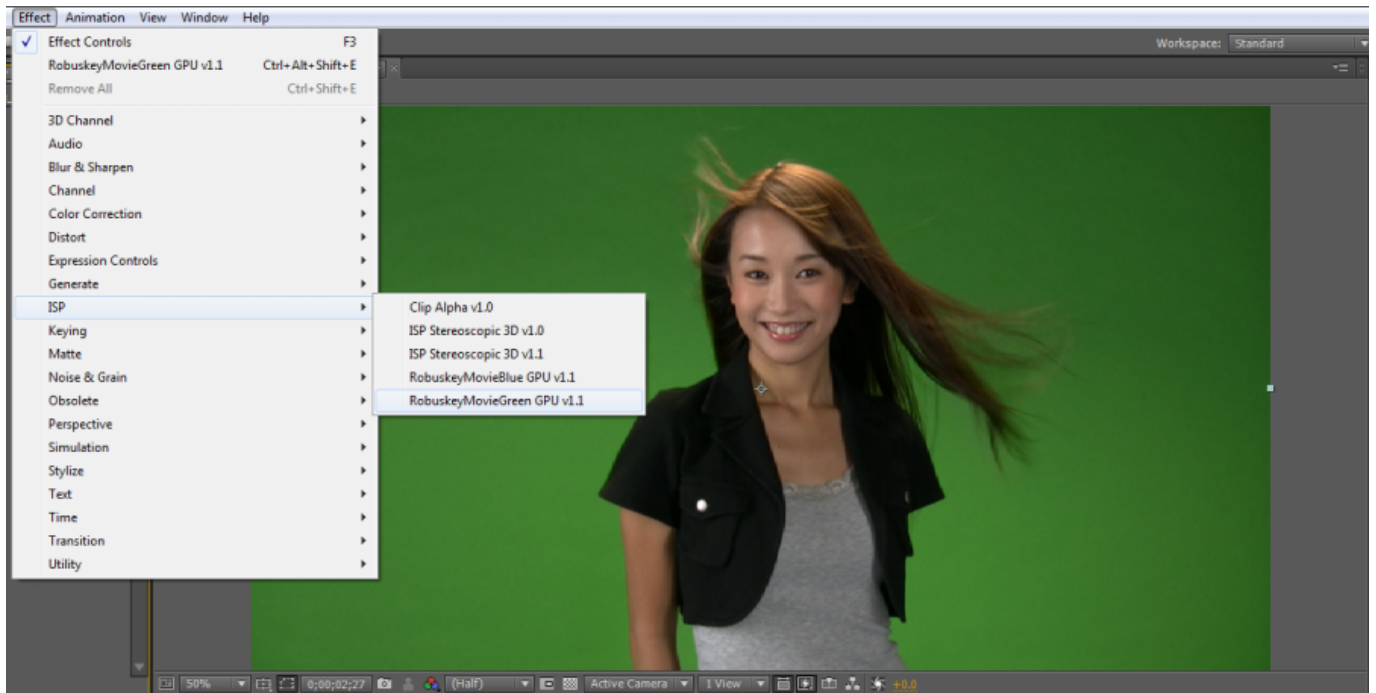 Effect Animation View Window Help
Effect Controls F3
RobuskeyMovieGreen GPU v1.1 Ctrl+Alt+Shift+E
Remove All Ctrl+Shift+E
Workspace: Standard
3D Channel
Audio
Blur & Sharpen
Channel
Color Correction
Distort
Expression Controls
Generate
ISP
Keying
Matte
Noise & Grain
Obsolete
Perspective
Simulation
Stylize
Text
Time
Transition
Utility
Clip Alpha v1.0
ISP Stereoscopic 3D v1.0
ISP Stereoscopic 3D v1.1
RobuskeyMovieBlue GPU v1.1
RobuskeyMovieGreen GPU v1.1
50% 0;00;02;27 (Half) Active Camera 1 View +0.0